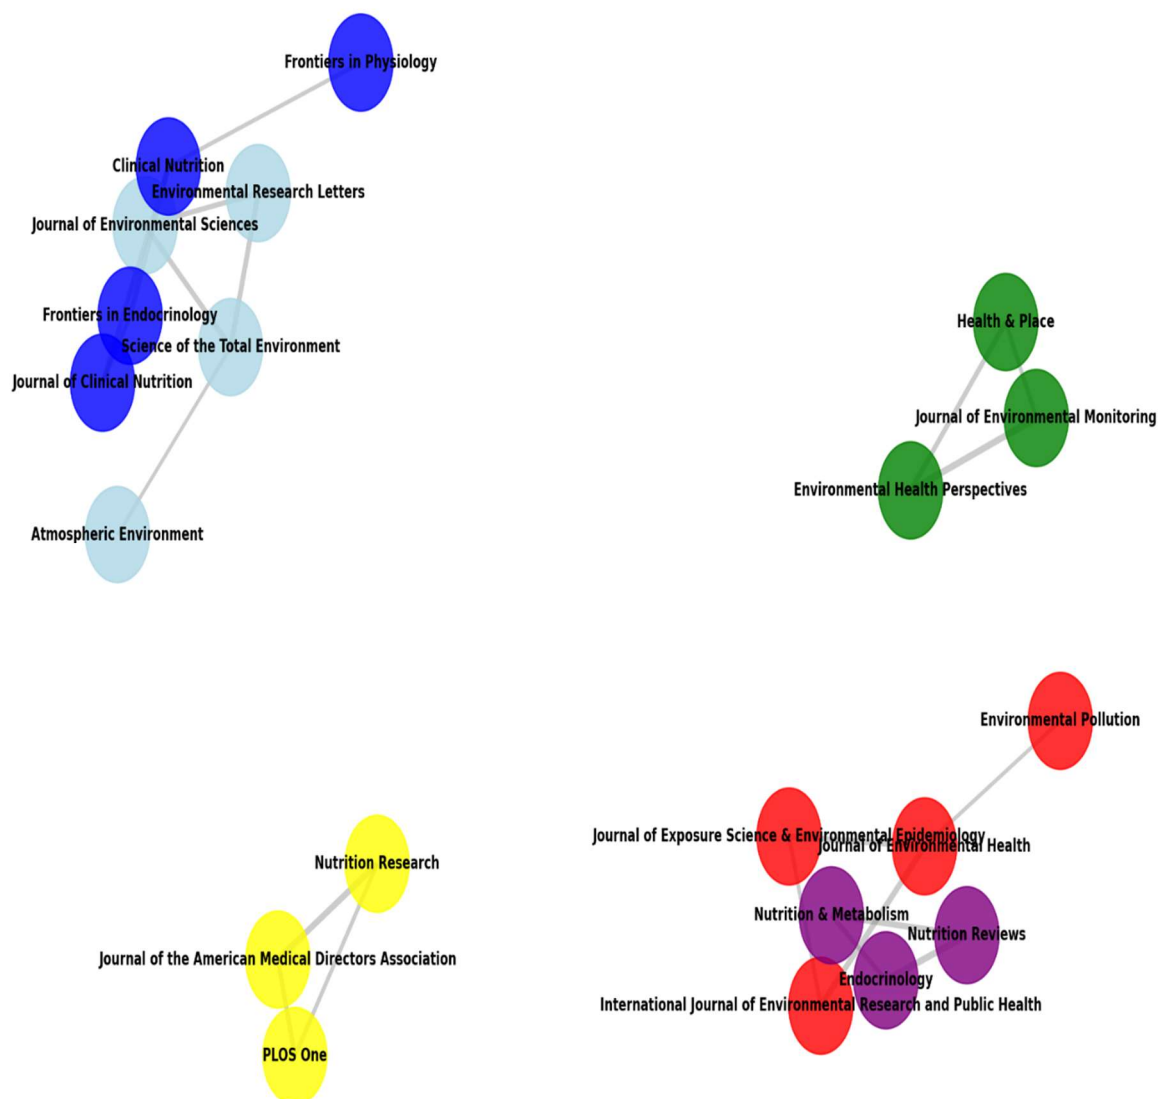 Frontiers in Physiology
Clinical Nutrition
Environmental Research Letters
Journal of Environmental Sciences
Frontiers in Endocrinology
Science of the Total Environment
Journal of Clinical Nutrition
Atmospheric Environment
Health & Place
Journal of Environmental Monitoring
Environmental Health Perspectives
Environmental Pollution
Journal of Exposure Science & Environmental Epidemiology
Journal of Environmental Health
Nutrition & Metabolism
Nutrition Reviews
Endocrinology
International Journal of Environmental Research and Public Health
Nutrition Research
Journal of the American Medical Directors Association
PLOS One